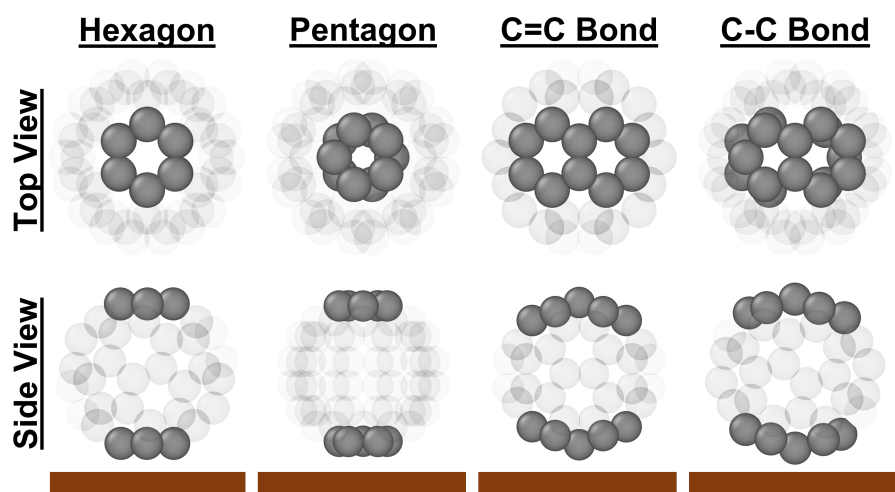 Hexagon
Pentagon
C=C Bond
C-C Bond
Top View
Side View